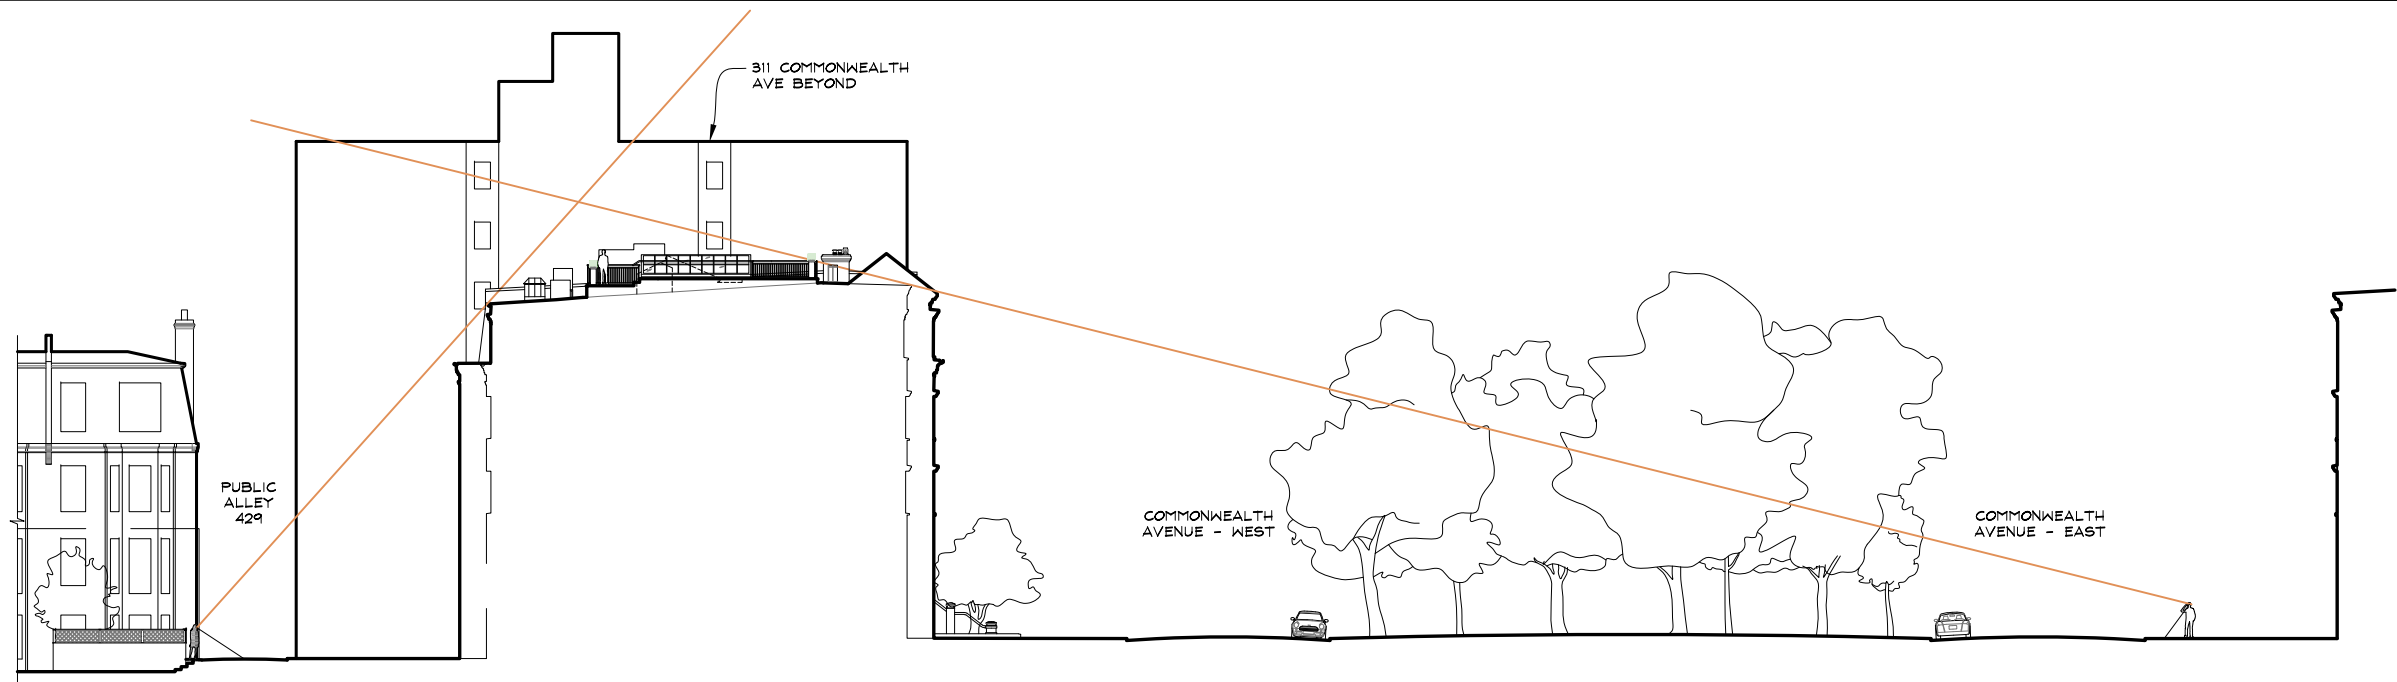 311 COMMONWEALTH
AVE BEYOND
PUBLIC
ALLEY
429
COMMONWEALTH
AVENUE - WEST
COMMONWEALTH
AVENUE - EAST